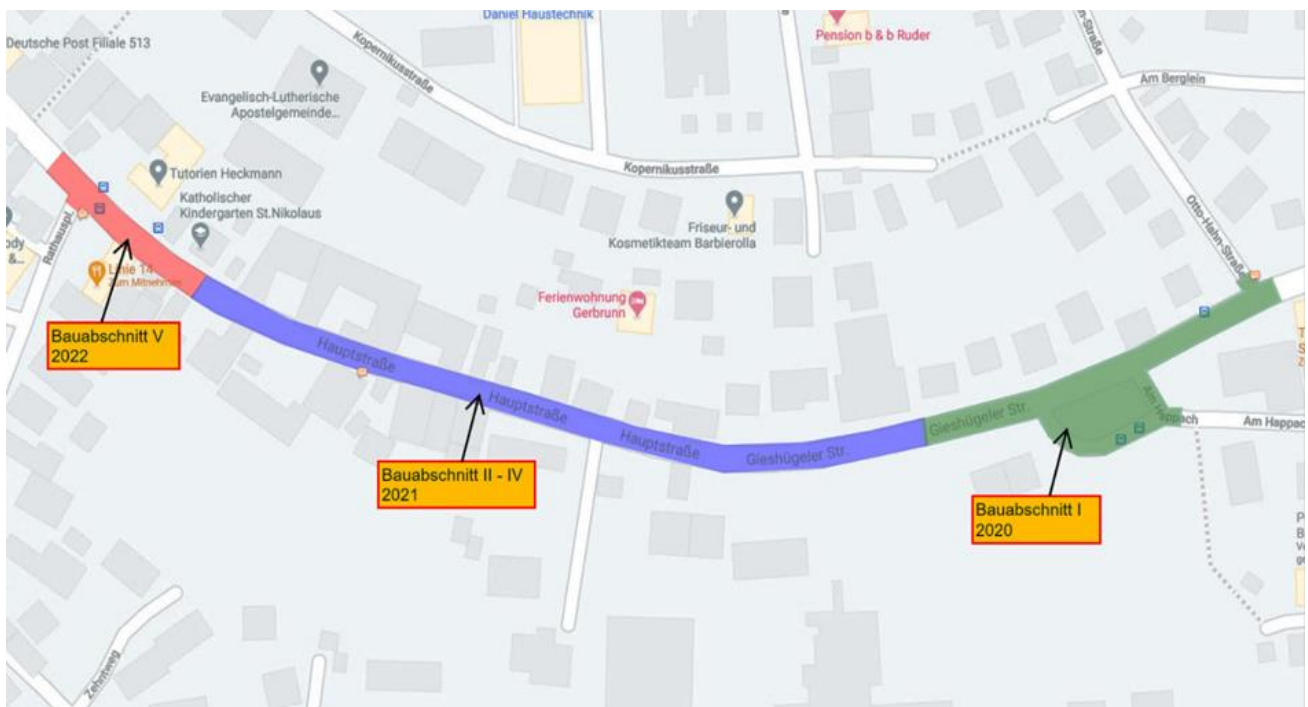 Daniel Haustechnik
Pension b & b Ruder
Deutsche Post Filiale 513
Kopernikusstraße
Am Berglein
Evangelisch-Lutherische
Apostelgemeinde...
Kopernikusstraße
Tutorien Heckmann
Katholischer
Kindergarten St.Nikolaus
Friseur- und
Kosmetikteam Barbierolla
Otto-Hahn-Straße
Rathauspl.
Linie 14
Zum Mitnehmen
Ferienwohnung
Gerbrunn
Bauabschnitt V
2022
Hauptstraße
Hauptstraße
Hauptstraße
Gieshügeler Str.
Gieshügeler Str.
Am Happach
Am Happach
Bauabschnitt II - IV
2021
Bauabschnitt I
2020
Zehntweg